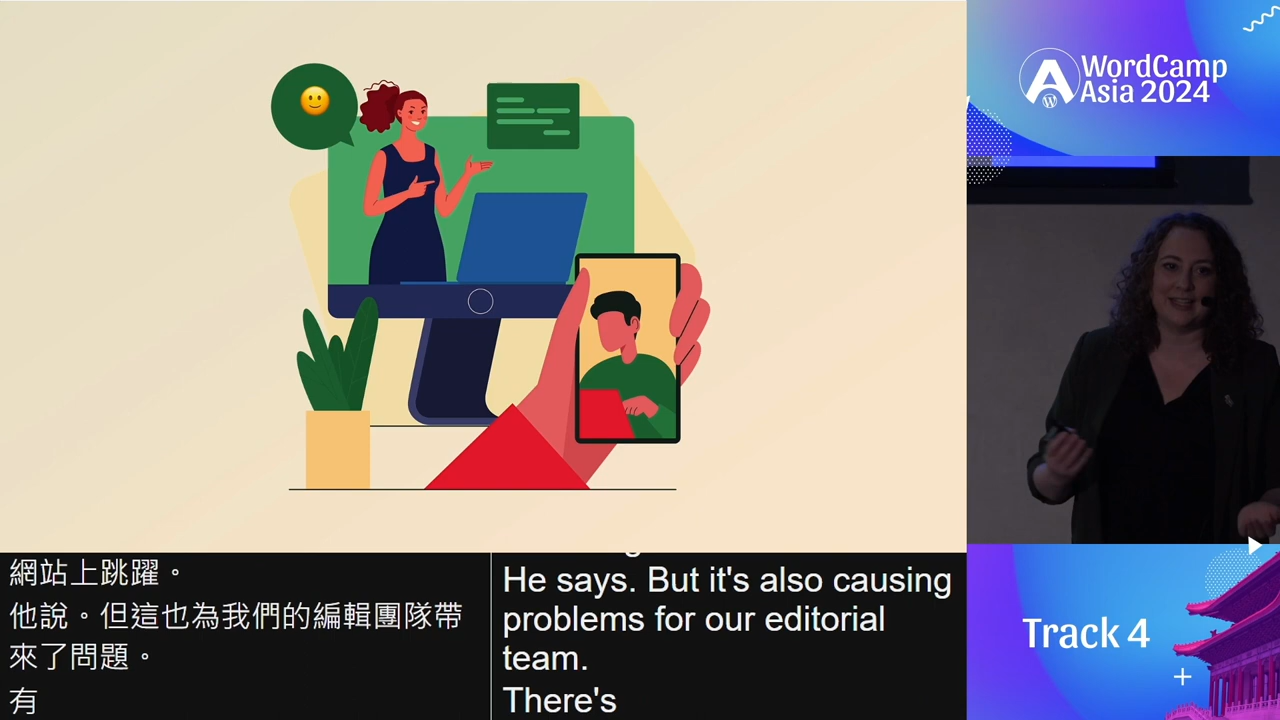 WordCamp
Asia 2024
網站上跳躍。
他說。但這也為我們的編輯團隊帶
來了問題。
有
He says. But it's also causing
problems for our editorial
team.
There's
Track 4